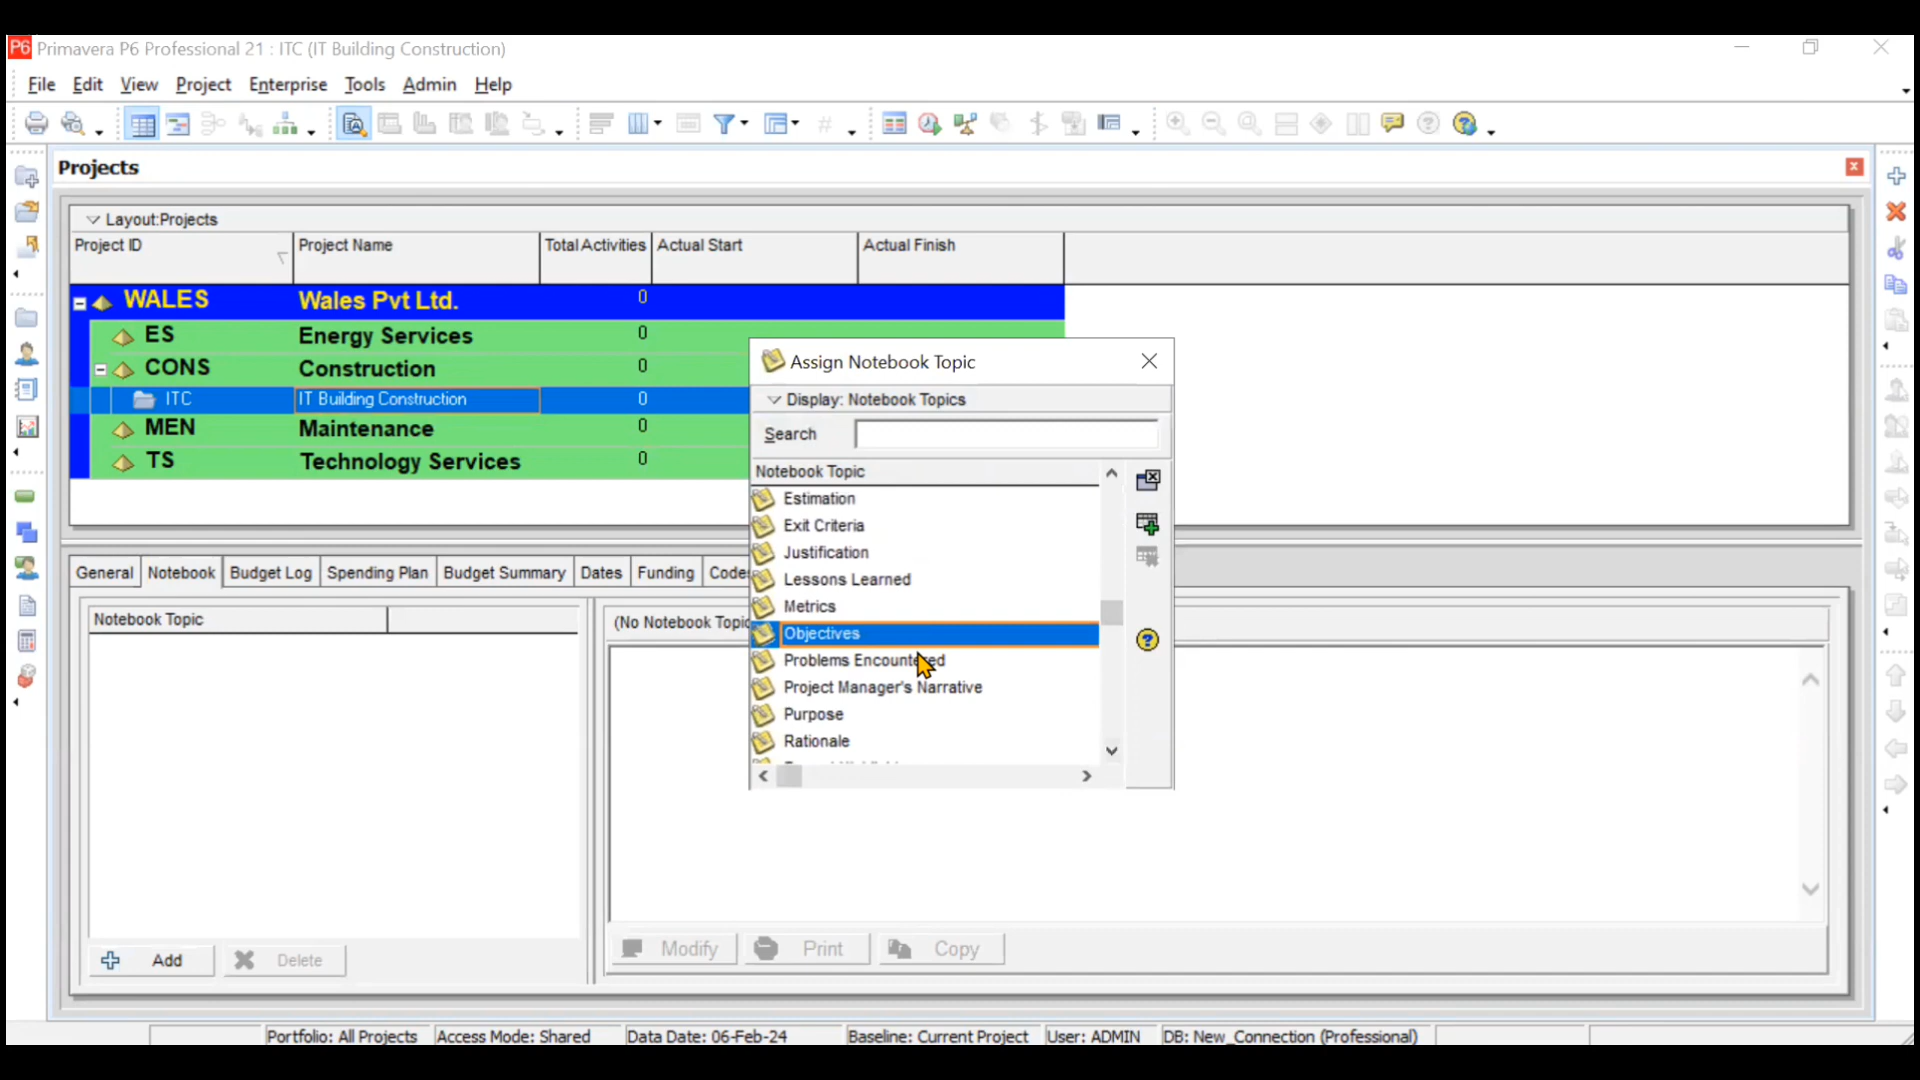 P6 Primavera P6 Professional 21 : ITC (IT Building Construction)
File Edit View Project Enterprise Tools Admin Help
Projects
Layout:Projects
Project ID Project Name Total Activities Actual Start Actual Finish
WALES Wales Pvt Ltd. 0
ES Energy Services 0
CONS Construction 0
ITC IT Building Construction 0
MEN Maintenance 0
TS Technology Services 0
Assign Notebook Topic
Display: Notebook Topics
Search
Notebook Topic
Estimation
Exit Criteria
Justification
Lessons Learned
Metrics
Objectives
Problems Encountered
Project Manager's Narrative
Purpose
Rationale
General Notebook Budget Log Spending Plan Budget Summary Dates Funding Codes
Notebook Topic
(No Notebook Topic
Add Delete
Modify Print Copy
Portfolio: All Projects Access Mode: Shared Data Date: 06-Feb-24 Baseline: Current Project User: ADMIN DB: New_Connection (Professional)